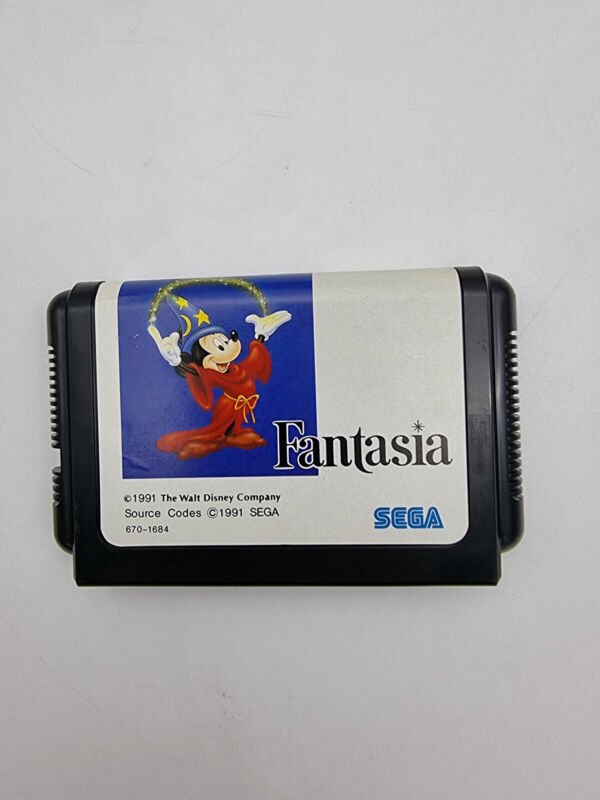 Fantasia
©1991 The Walt Disney Company
Source Codes ©1991 SEGA
SEGA
670-1684